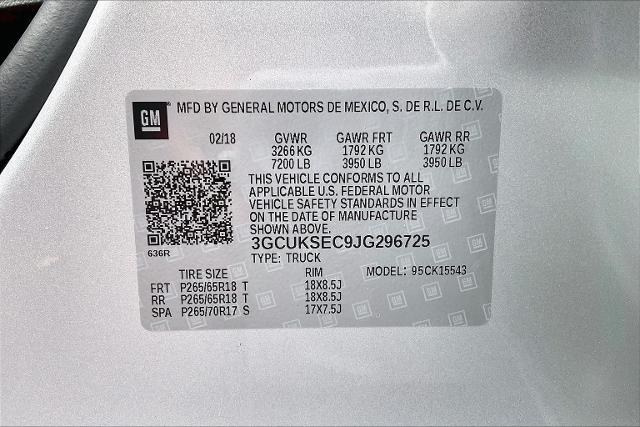 GM MFD BY GENERAL MOTORS DE MEXICO, S. DE R.L. DE C.V.
02/18 GVWR GAWR FRT GAWR RR
3266 KG 1792 KG 1792 KG
7200 LB 3950 LB 3950 LB
THIS VEHICLE CONFORMS TO ALL
APPLICABLE U.S. FEDERAL MOTOR
VEHICLE SAFETY STANDARDS IN EFFECT
ON THE DATE OF MANUFACTURE
SHOWN ABOVE.
3GCUKSEC9JG296725
636R TYPE: TRUCK
TIRE SIZE RIM MODEL: 95CK15543
FRT P265/65R18 T 18X8.5J
RR P265/65R18 T 18X8.5J
SPA P265/70R17 S 17X7.5J